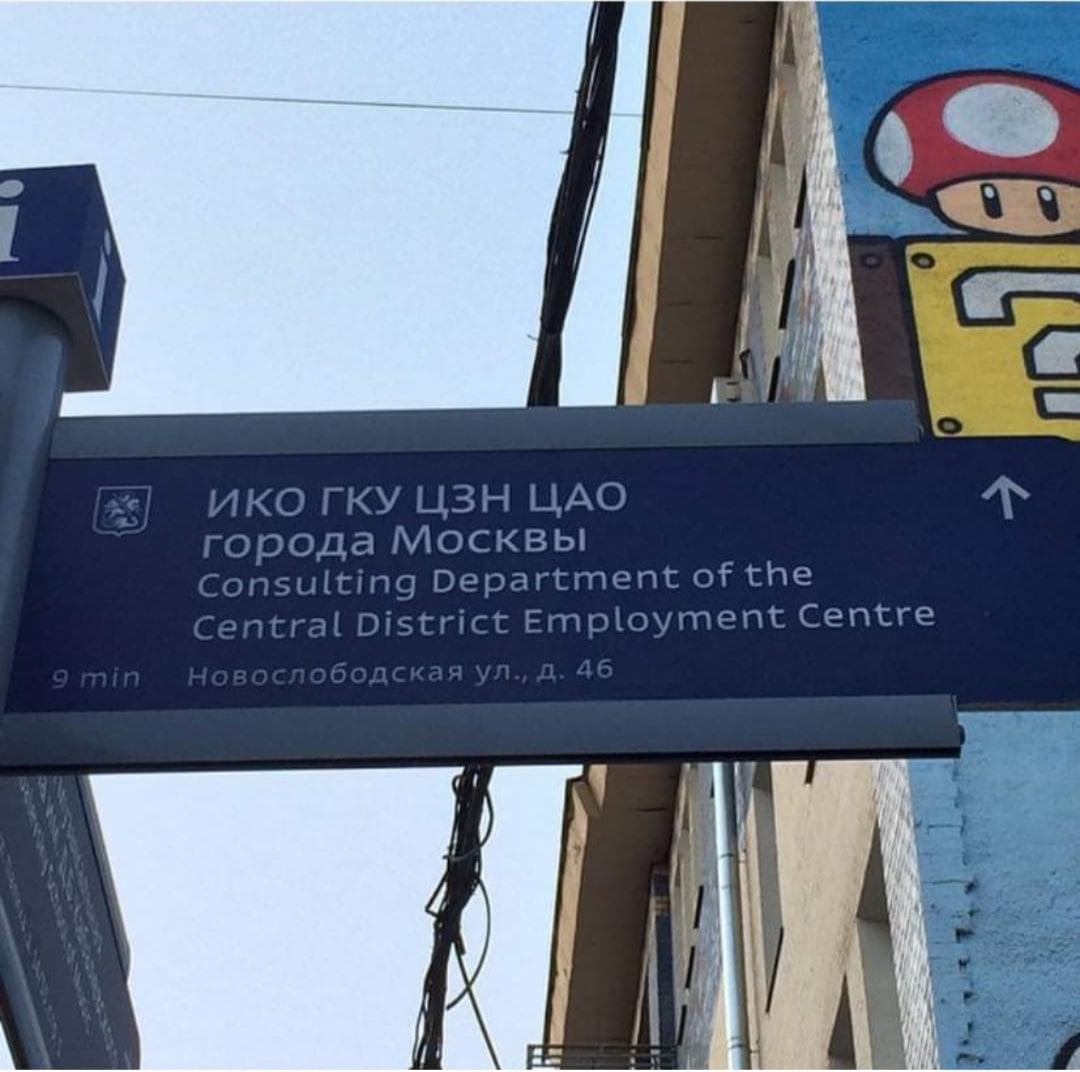 i
i
ИКО ГКУ ЦЗН ЦАО
города Москвы
Consulting Department of the
Central District Employment Centre
9 min Новослободская ул., д. 46
?